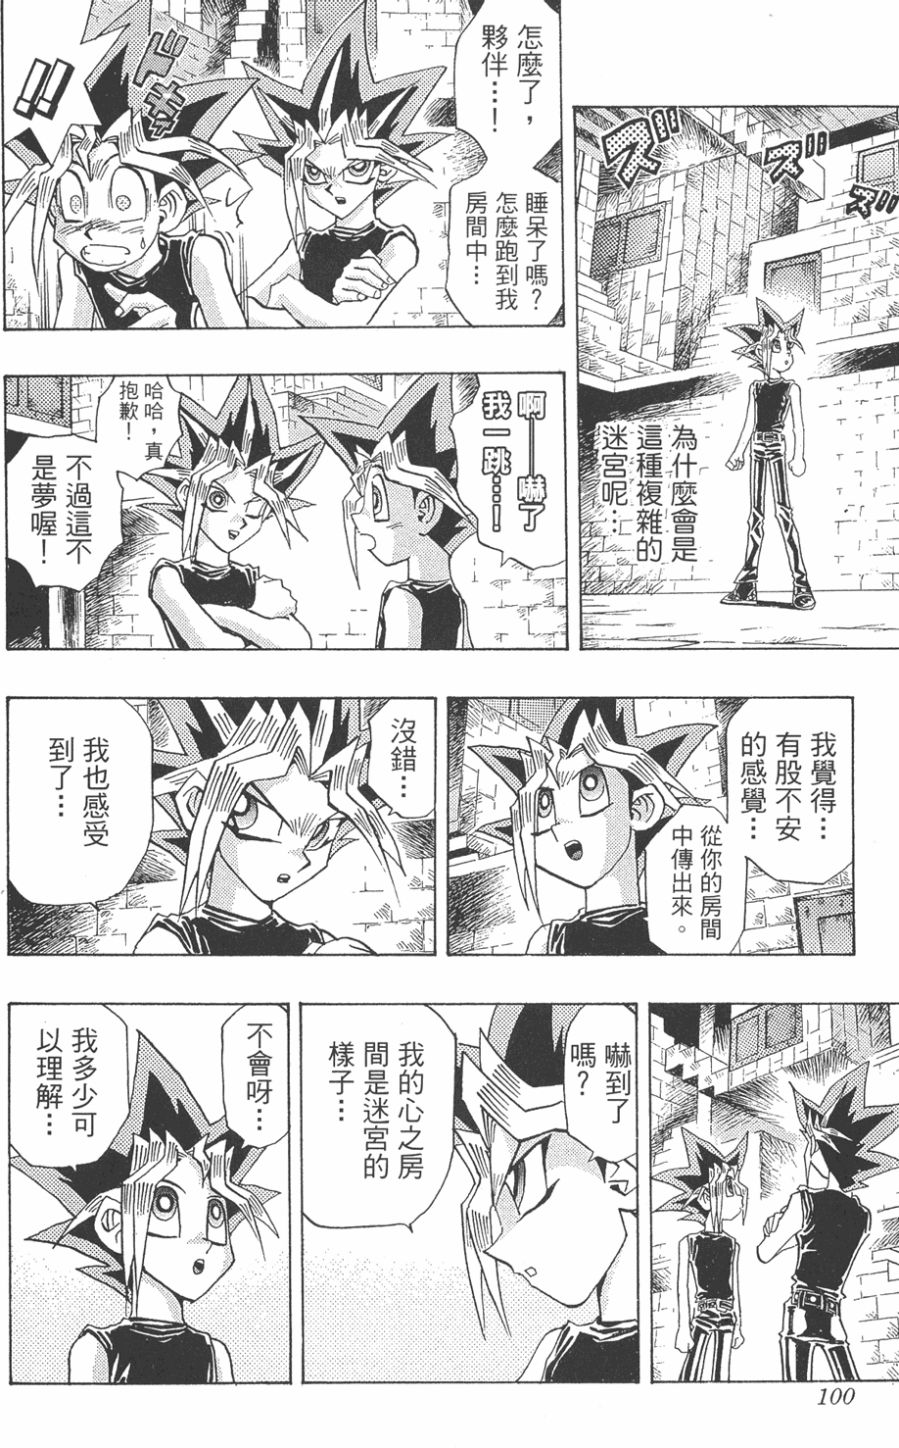 ズズズ
為什麼會是
這種複雜的
迷宮呢…
怎麼了，
夥伴…！
睡呆了嗎？
怎麼跑到我
房間中…
ドキ
!!
啊──嚇了
我一跳…！
哈哈，真
抱歉！
不過這不
是夢喔！
我覺得…
有股不安
的感覺…
從你的房間
中傳出來。
沒錯…
我也感受
到了…
嚇到了
嗎？
我的心之房
間是迷宮的
樣子…
不會呀…
我多少可
以理解…
100